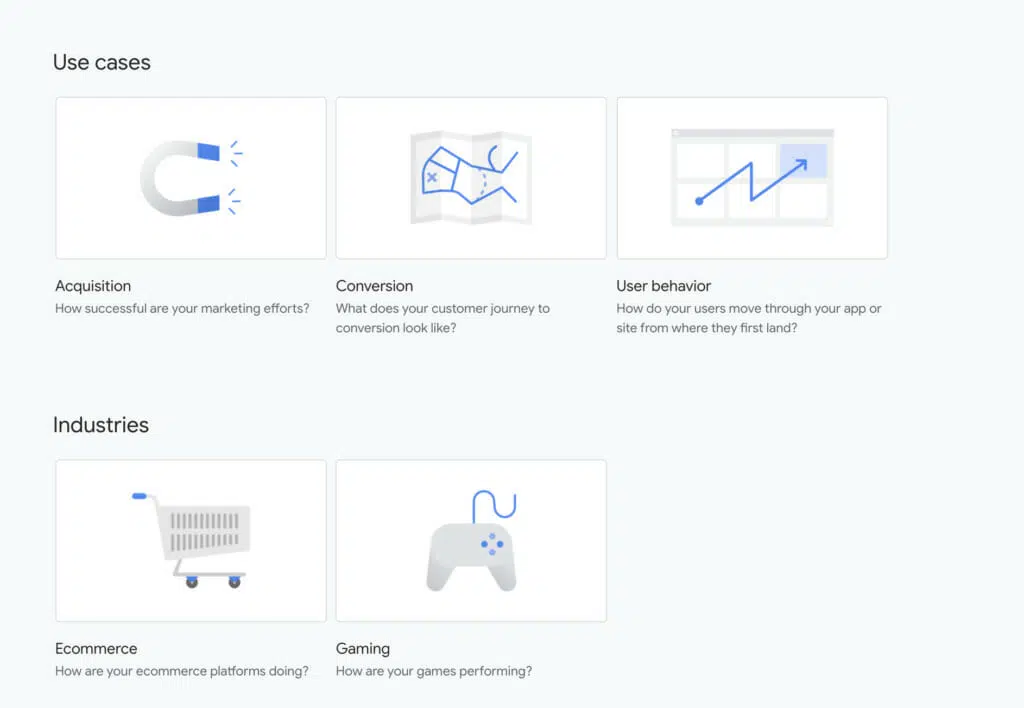 Use cases
Acquisition
How successful are your marketing efforts?
Conversion
What does your customer journey to
conversion look like?
User behavior
How do your users move through your app or
site from where they first land?
Industries
Ecommerce
How are your ecommerce platforms doing?
Gaming
How are your games performing?